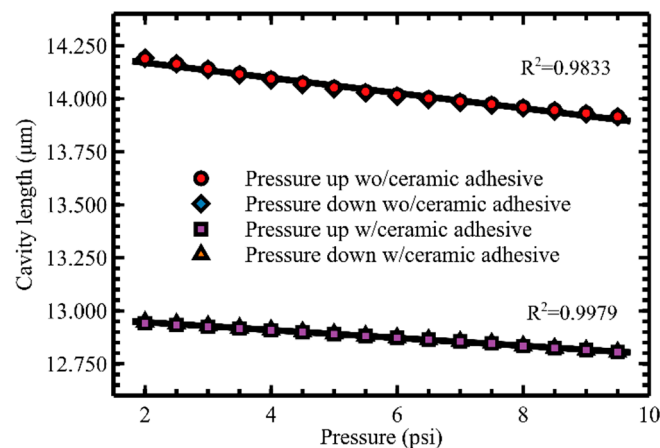 14.250
14.000
13.750
13.500
13.250
13.000
12.750
Cavity length (μm)
R²=0.9833
Pressure up wo/ceramic adhesive
Pressure down wo/ceramic adhesive
Pressure up w/ceramic adhesive
Pressure down w/ceramic adhesive
R²=0.9979
2 4 6 8 10
Pressure (psi)